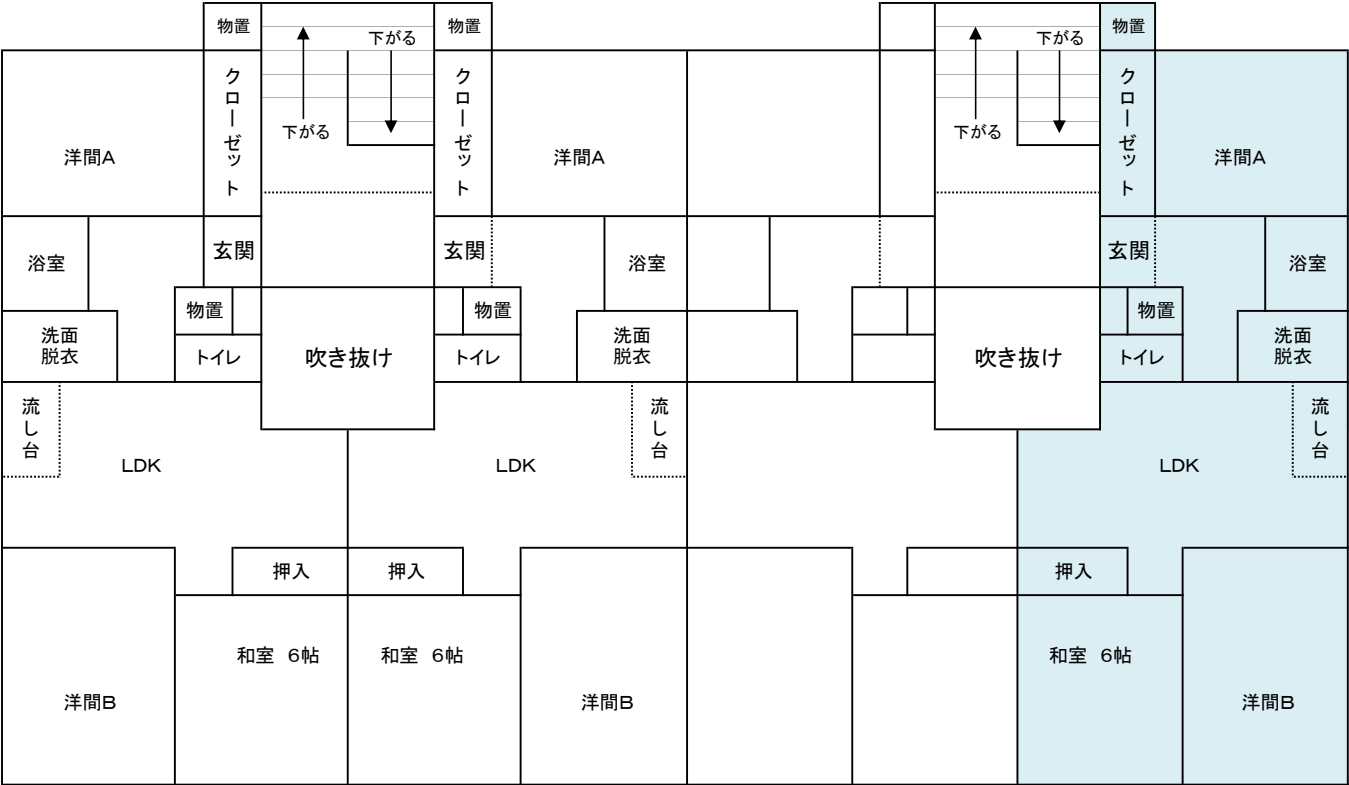 物置
下がる
物置
下がる
物置
クローゼット
クローゼット
クローゼット
下がる
下がる
洋間A
洋間A
洋間A
玄関
玄関
玄関
浴室
浴室
浴室
物置
物置
物置
洗面
脱衣
洗面
脱衣
洗面
脱衣
トイレ
吹き抜け
トイレ
吹き抜け
トイレ
流し台
流し台
流し台
LDK
LDK
LDK
押入
押入
押入
和室 6帖
和室 6帖
和室 6帖
洋間B
洋間B
洋間B